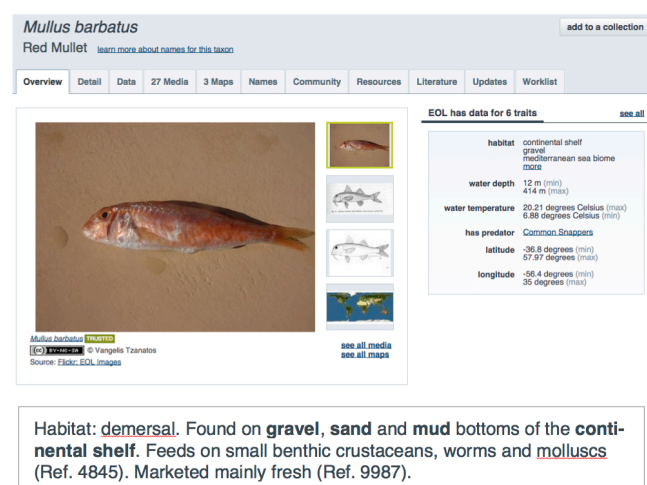 Mullus barbatus
add to a collection
Red Mullet learn more about names for this taxon
Overview Detail Data 27 Media 3 Maps Names Community Resources Literature Updates Worklist
EOL has data for 6 traits see all
habitat continental shelf
gravel
mediterranean sea biome
more
water depth 12 m (min)
414 m (max)
water temperature 20.21 degrees Celsius (max)
6.88 degrees Celsius (min)
has predator Common Snappers
latitude -36.8 degrees (min)
57.97 degrees (max)
longitude -56.4 degrees (min)
35 degrees (max)
Mullus barbatus TRUSTED
(cc) BY-NC-SA © Vangelis Tzanatos
Source: Flickr: EOL Images
see all media
see all maps
Habitat: demersal. Found on gravel, sand and mud bottoms of the conti-
nental shelf. Feeds on small benthic crustaceans, worms and molluscs
(Ref. 4845). Marketed mainly fresh (Ref. 9987).